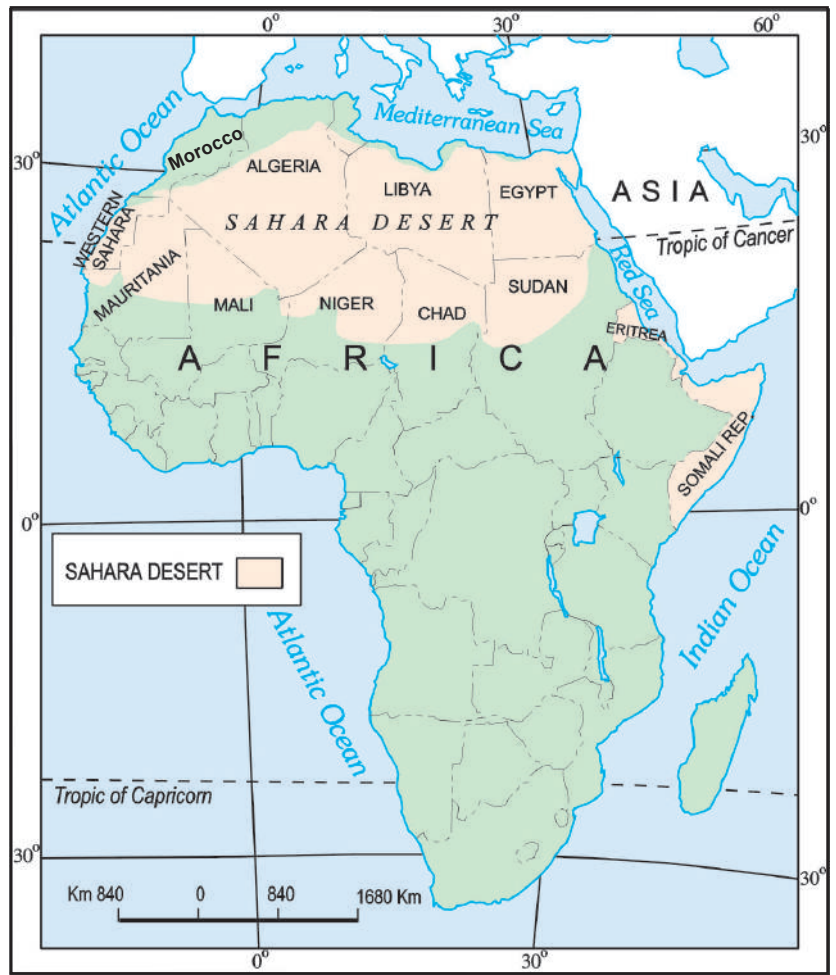 0° 30° 60°
Mediterranean Sea
Atlantic Ocean
30°
30°
Morocco
ALGERIA
LIBYA
EGYPT
ASIA
WESTERN
SAHARA
SAHARA DESERT
Tropic of Cancer
Red Sea
MAURITANIA
MALI
NIGER
CHAD
SUDAN
ERITREA
AFRICA
SOMALI REP.
0°
0°
SAHARA DESERT
Atlantic Ocean
Indian Ocean
Tropic of Capricorn
30°
30°
Km 840 0 840 1680 Km
0° 30°